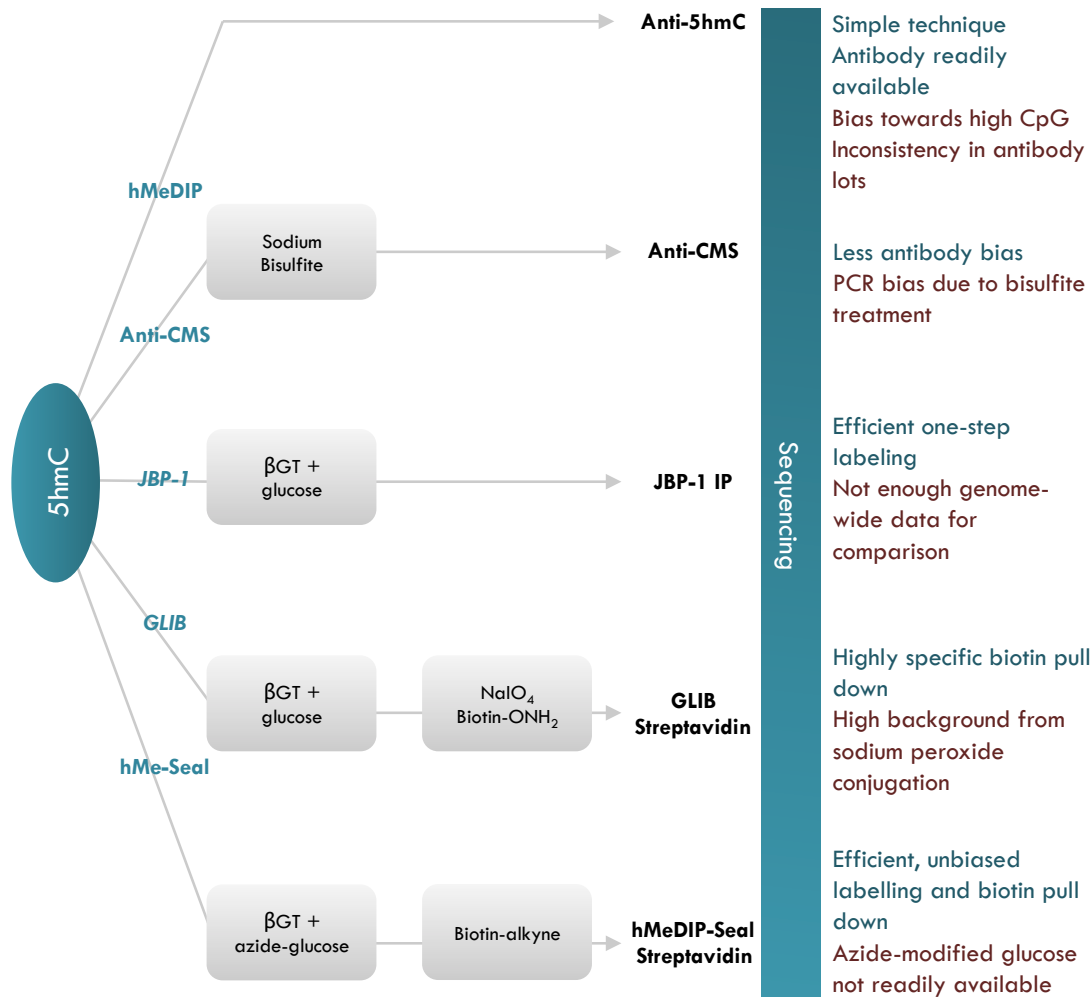 Anti-5hmC
Simple technique
Antibody readily
available
Bias towards high CpG
Inconsistency in antibody
lots
hMeDIP
Sodium
Bisulfite
Anti-CMS
Less antibody bias
PCR bias due to bisulfite
treatment
Anti-CMS
5hmC
JBP-1
βGT +
glucose
JBP-1 IP
Sequencing
Efficient one-step
labeling
Not enough genome-
wide data for
comparison
GLIB
βGT +
glucose
NaIO₄
Biotin-ONH₂
GLIB
Streptavidin
Highly specific biotin pull
down
High background from
sodium peroxide
conjugation
hMe-Seal
βGT +
azide-glucose
Biotin-alkyne
hMeDIP-Seal
Streptavidin
Efficient, unbiased
labelling and biotin pull
down
Azide-modified glucose
not readily available